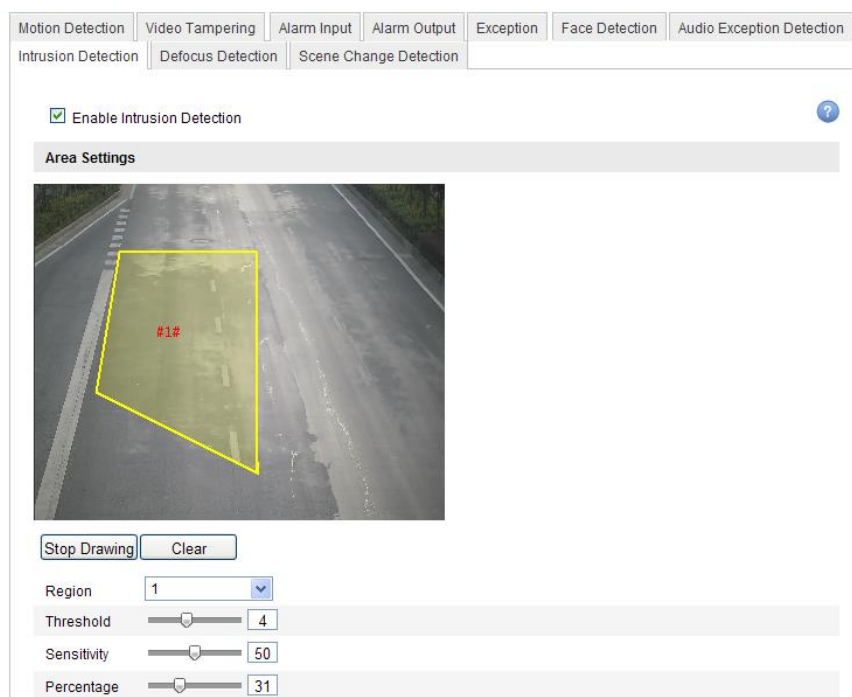 Motion Detection Video Tampering Alarm Input Alarm Output Exception Face Detection Audio Exception Detection
Intrusion Detection Defocus Detection Scene Change Detection
Enable Intrusion Detection
?
Area Settings
#1#
Stop Drawing Clear
Region 1
Threshold 4
Sensitivity 50
Percentage 31